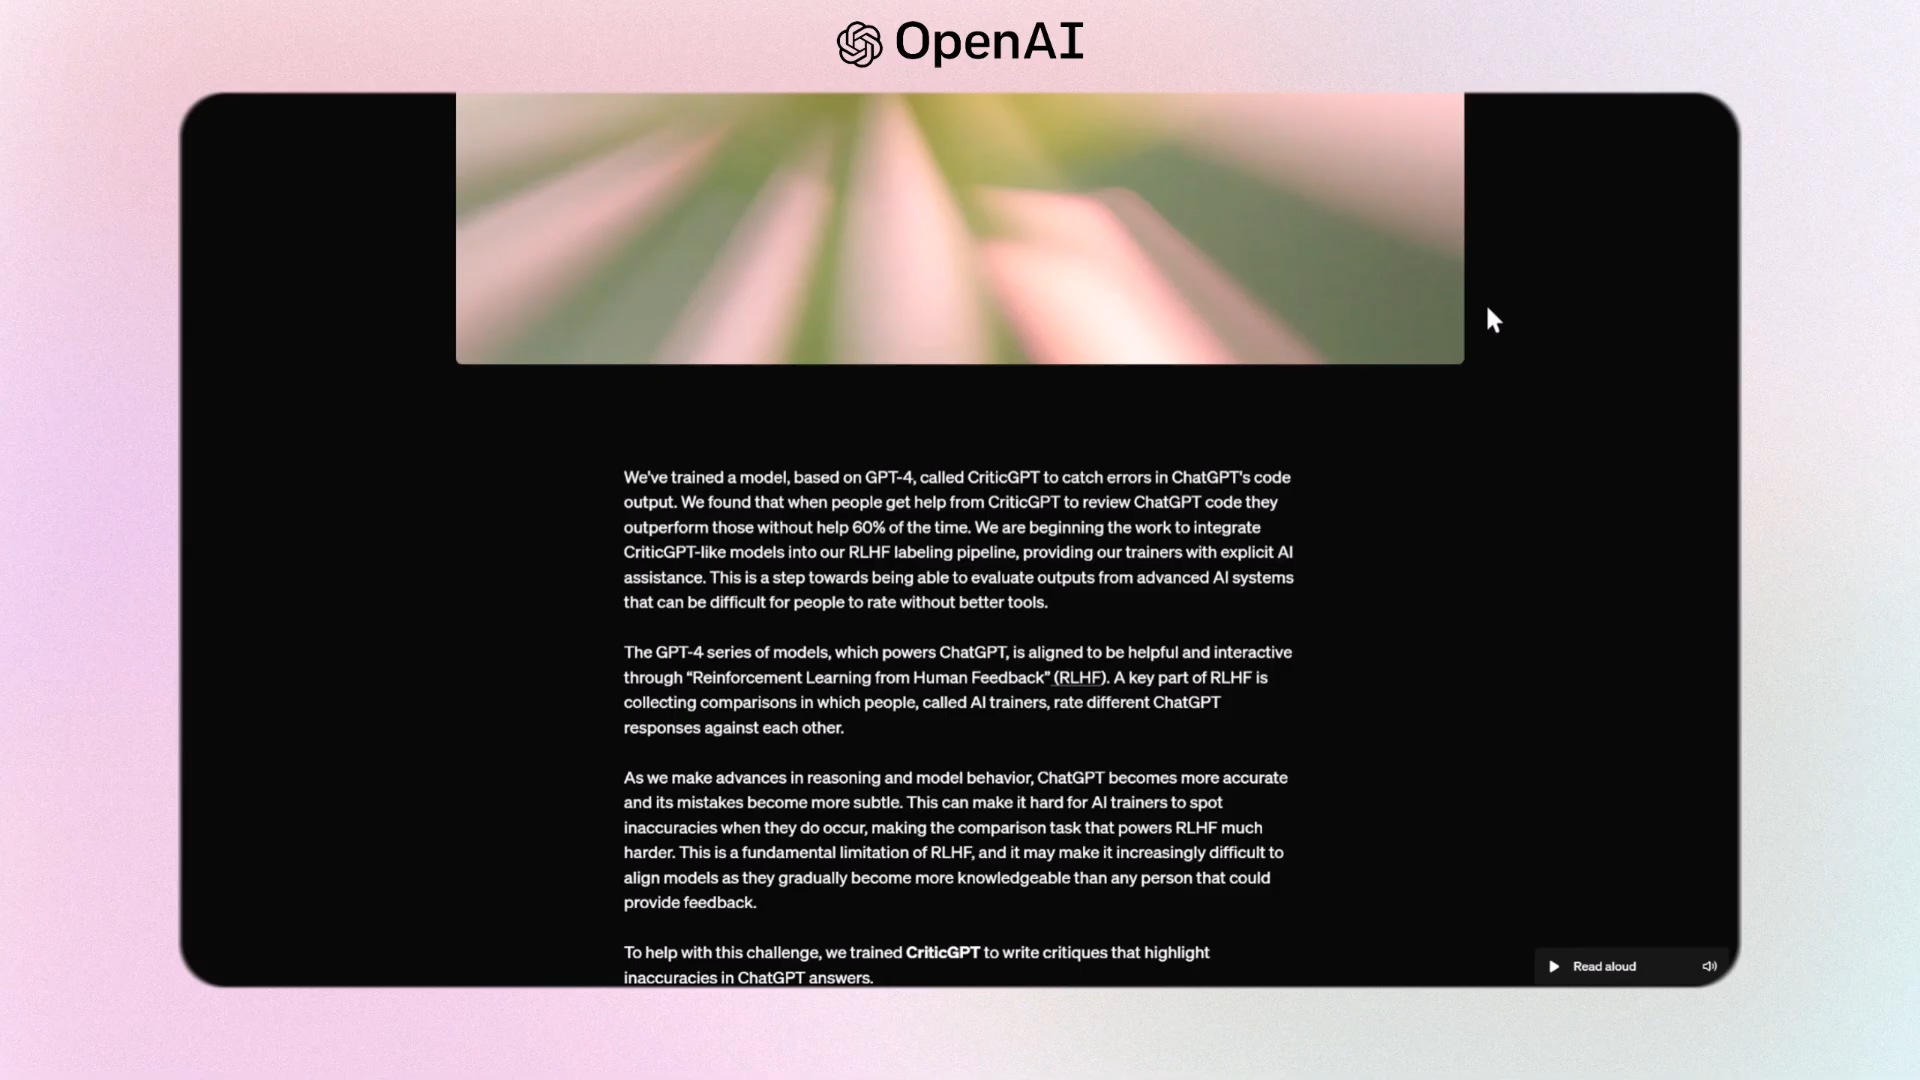 OpenAI
We've trained a model, based on GPT-4, called CriticGPT to catch errors in ChatGPT's code
output. We found that when people get help from CriticGPT to review ChatGPT code they
outperform those without help 60% of the time. We are beginning the work to integrate
CriticGPT-like models into our RLHF labeling pipeline, providing our trainers with explicit AI
assistance. This is a step towards being able to evaluate outputs from advanced AI systems
that can be difficult for people to rate without better tools.
The GPT-4 series of models, which powers ChatGPT, is aligned to be helpful and interactive
through “Reinforcement Learning from Human Feedback” (RLHF). A key part of RLHF is
collecting comparisons in which people, called AI trainers, rate different ChatGPT
responses against each other.
As we make advances in reasoning and model behavior, ChatGPT becomes more accurate
and its mistakes become more subtle. This can make it hard for AI trainers to spot
inaccuracies when they do occur, making the comparison task that powers RLHF much
harder. This is a fundamental limitation of RLHF, and it may make it increasingly difficult to
align models as they gradually become more knowledgeable than any person that could
provide feedback.
To help with this challenge, we trained CriticGPT to write critiques that highlight
inaccuracies in ChatGPT answers.
Read aloud